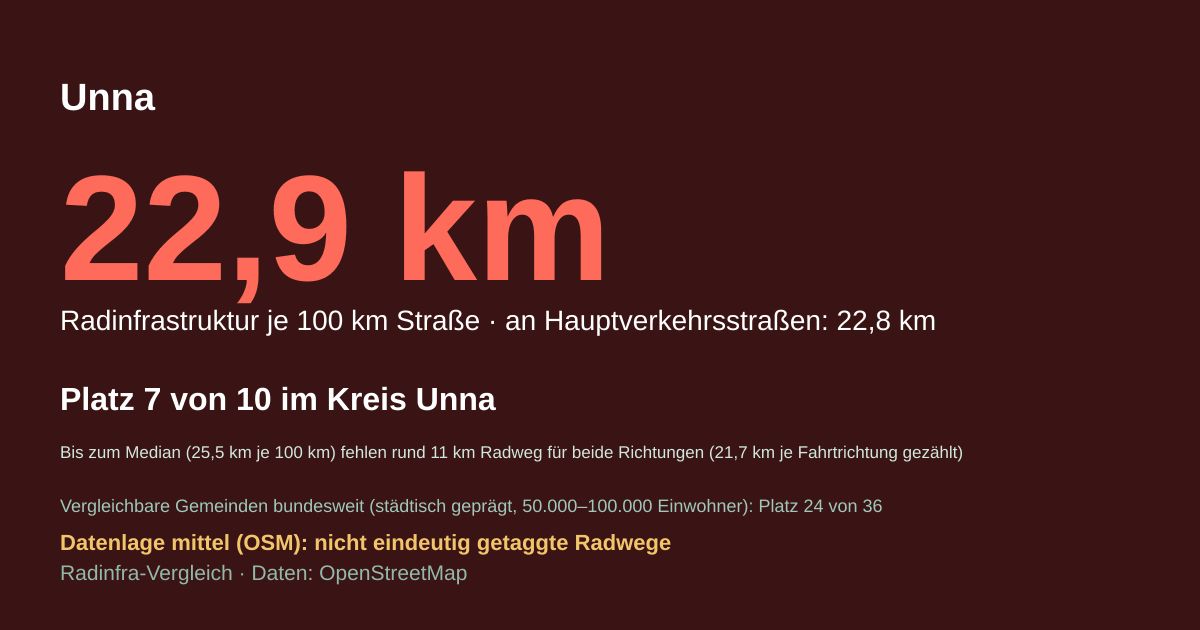 Unna
22,9 km
Radinfrastruktur je 100 km Straße · an Hauptverkehrsstraßen: 22,8 km
Platz 7 von 10 im Kreis Unna
Bis zum Median (25,5 km je 100 km) fehlen rund 11 km Radweg für beide Richtungen (21,7 km je Fahrtrichtung gezählt)
Vergleichbare Gemeinden bundesweit (städtisch geprägt, 50.000–100.000 Einwohner): Platz 24 von 36
Datenlage mittel (OSM): nicht eindeutig getaggte Radwege
Radinfra-Vergleich · Daten: OpenStreetMap